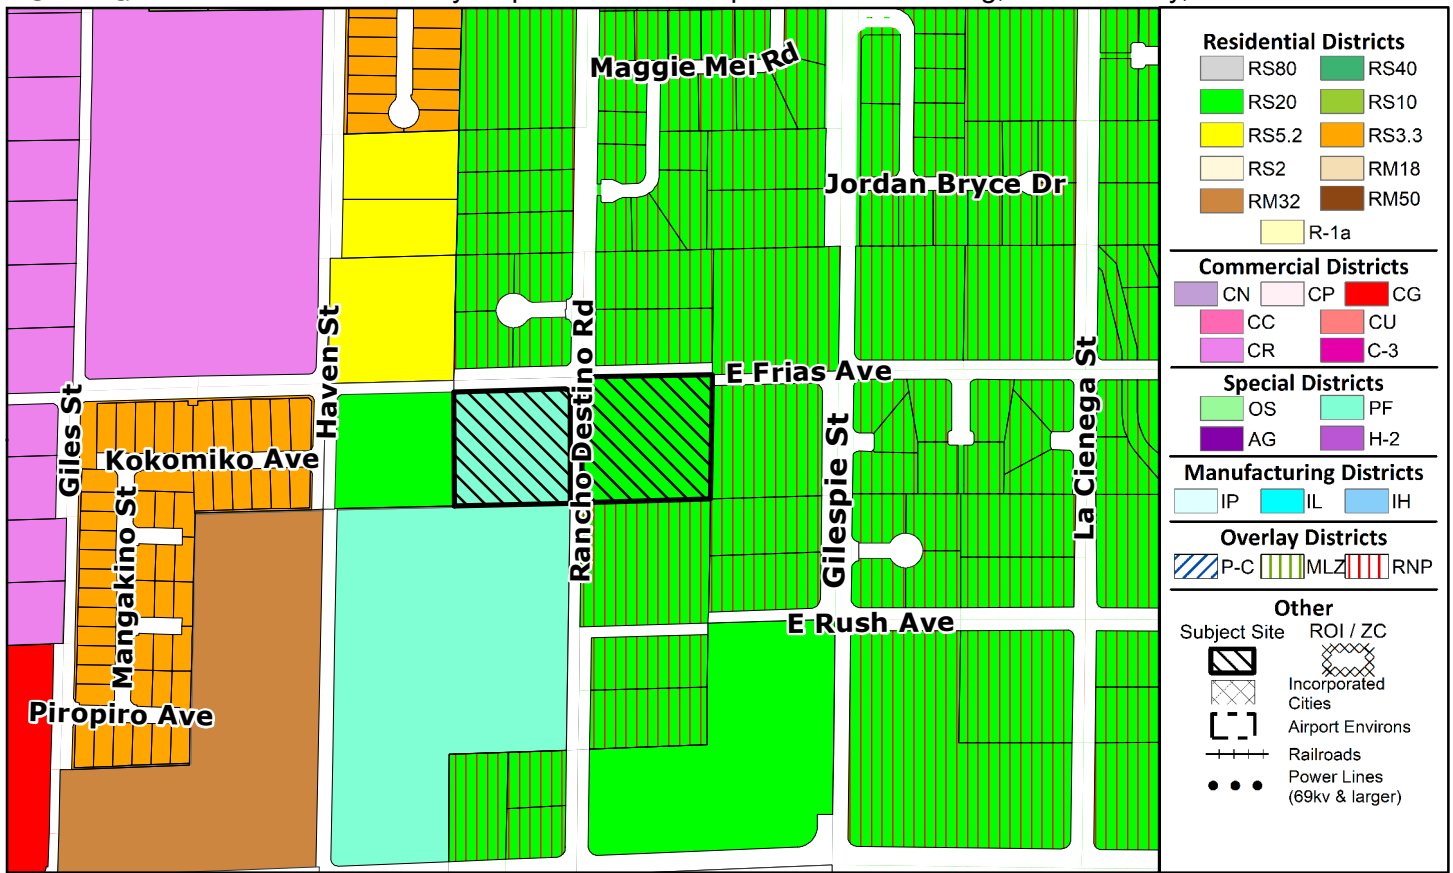 Maggie Mei Rd
Jordan Bryce Dr
Haven St
Rancho Destino Rd
E Frias Ave
La Cienega St
Giles St
Gilespie St
Kokomiko Ave
Mangakino St
E Rush Ave
Piropiro Ave
Residential Districts
RS80 RS40
RS20 RS10
RS5.2 RS3.3
RS2 RM18
RM32 RM50
R-1a
Commercial Districts
CN CP CG
CC CU
CR C-3
Special Districts
OS PF
AG H-2
Manufacturing Districts
IP IL IH
Overlay Districts
P-C MLZ RNP
Other
Subject Site ROI / ZC
Incorporated
Cities
Airport Environs
Railroads
Power Lines
(69kv & larger)